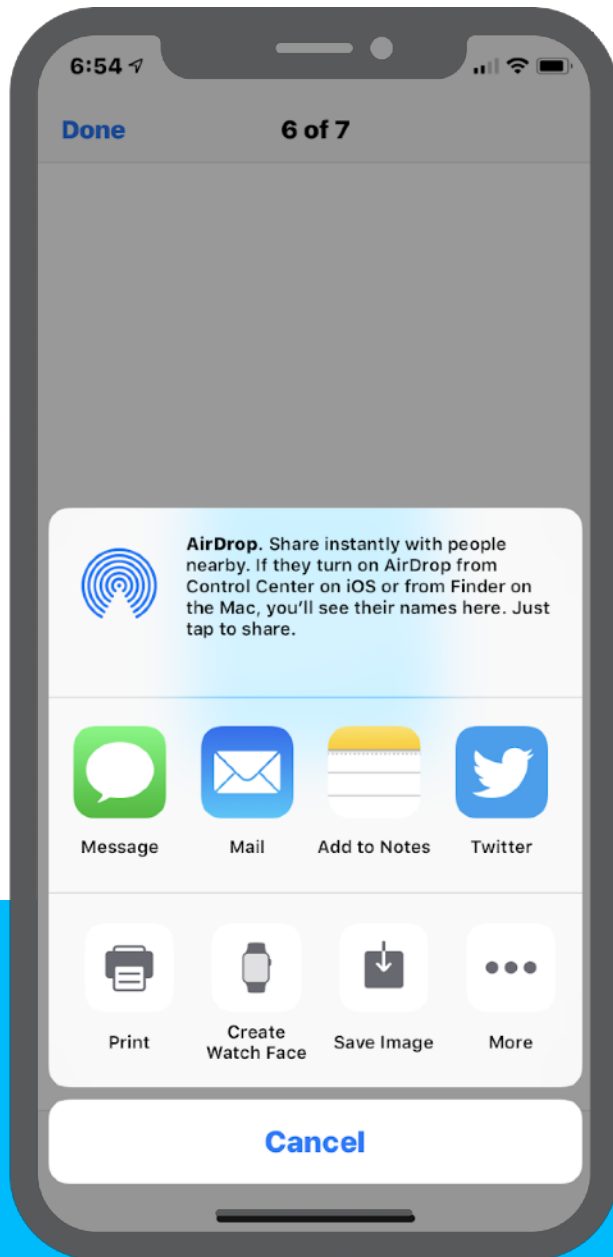 6:54
Done
6 of 7
AirDrop. Share instantly with people
nearby. If they turn on AirDrop from
Control Center on iOS or from Finder on
the Mac, you'll see their names here. Just
tap to share.
Message
Mail
Add to Notes
Twitter
Print
Create
Watch Face
Save Image
More
Cancel